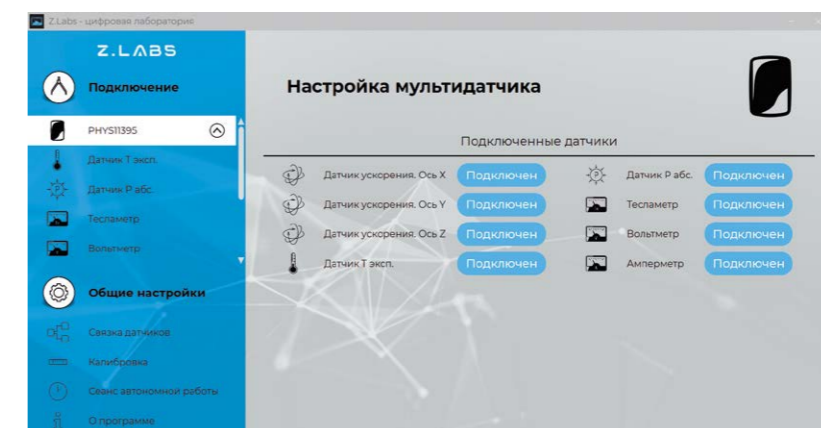 Z.Labs - цифровая лаборатория
Z.LABS
Подключение
PHYS11395
Датчик Т эксп.
Датчик Р абс.
Тесламетр
Вольтметр
Общие настройки
Связка датчиков
Калибровка
Сеанс автономной работы
О программе
Настройка мультидатчика
Подключенные датчики
Датчик ускорения. Ось X Подключен
Датчик ускорения. Ось Y Подключен
Датчик ускорения. Ось Z Подключен
Датчик Т эксп. Подключен
Датчик Р абс. Подключен
Тесламетр Подключен
Вольтметр Подключен
Амперметр Подключен